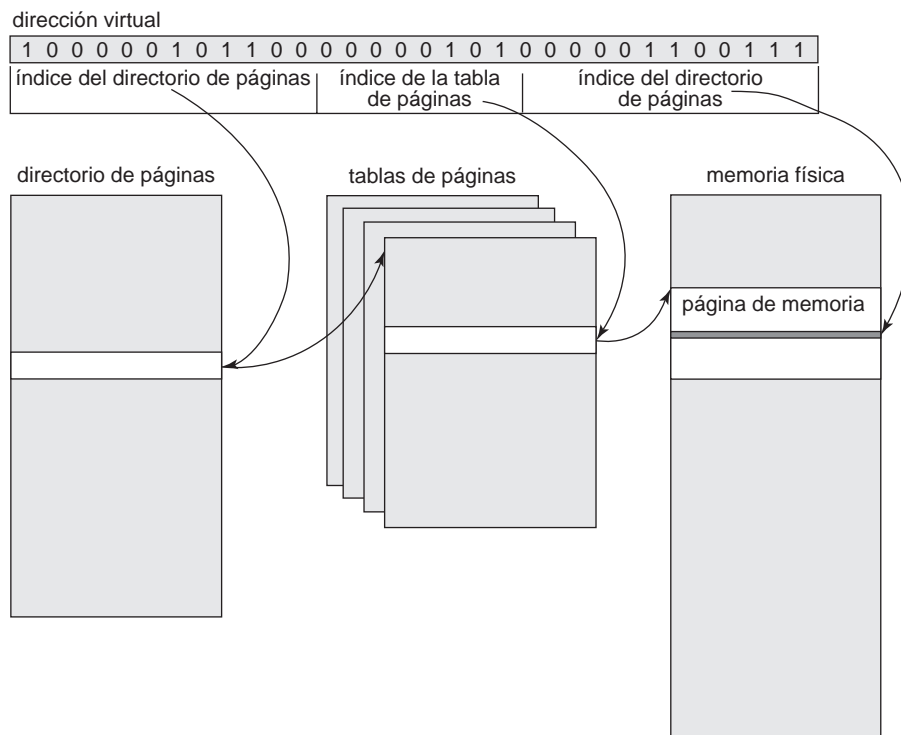 dirección virtual
1 0 0 0 0 0 1 0 1 1 0 0 0 0 0 0 0 1 0 1 0 0 0 0 0 1 1 0 0 1 1 1
índice del directorio de páginas
índice de la tabla
de páginas
índice del directorio
de páginas
directorio de páginas
tablas de páginas
memoria física
página de memoria